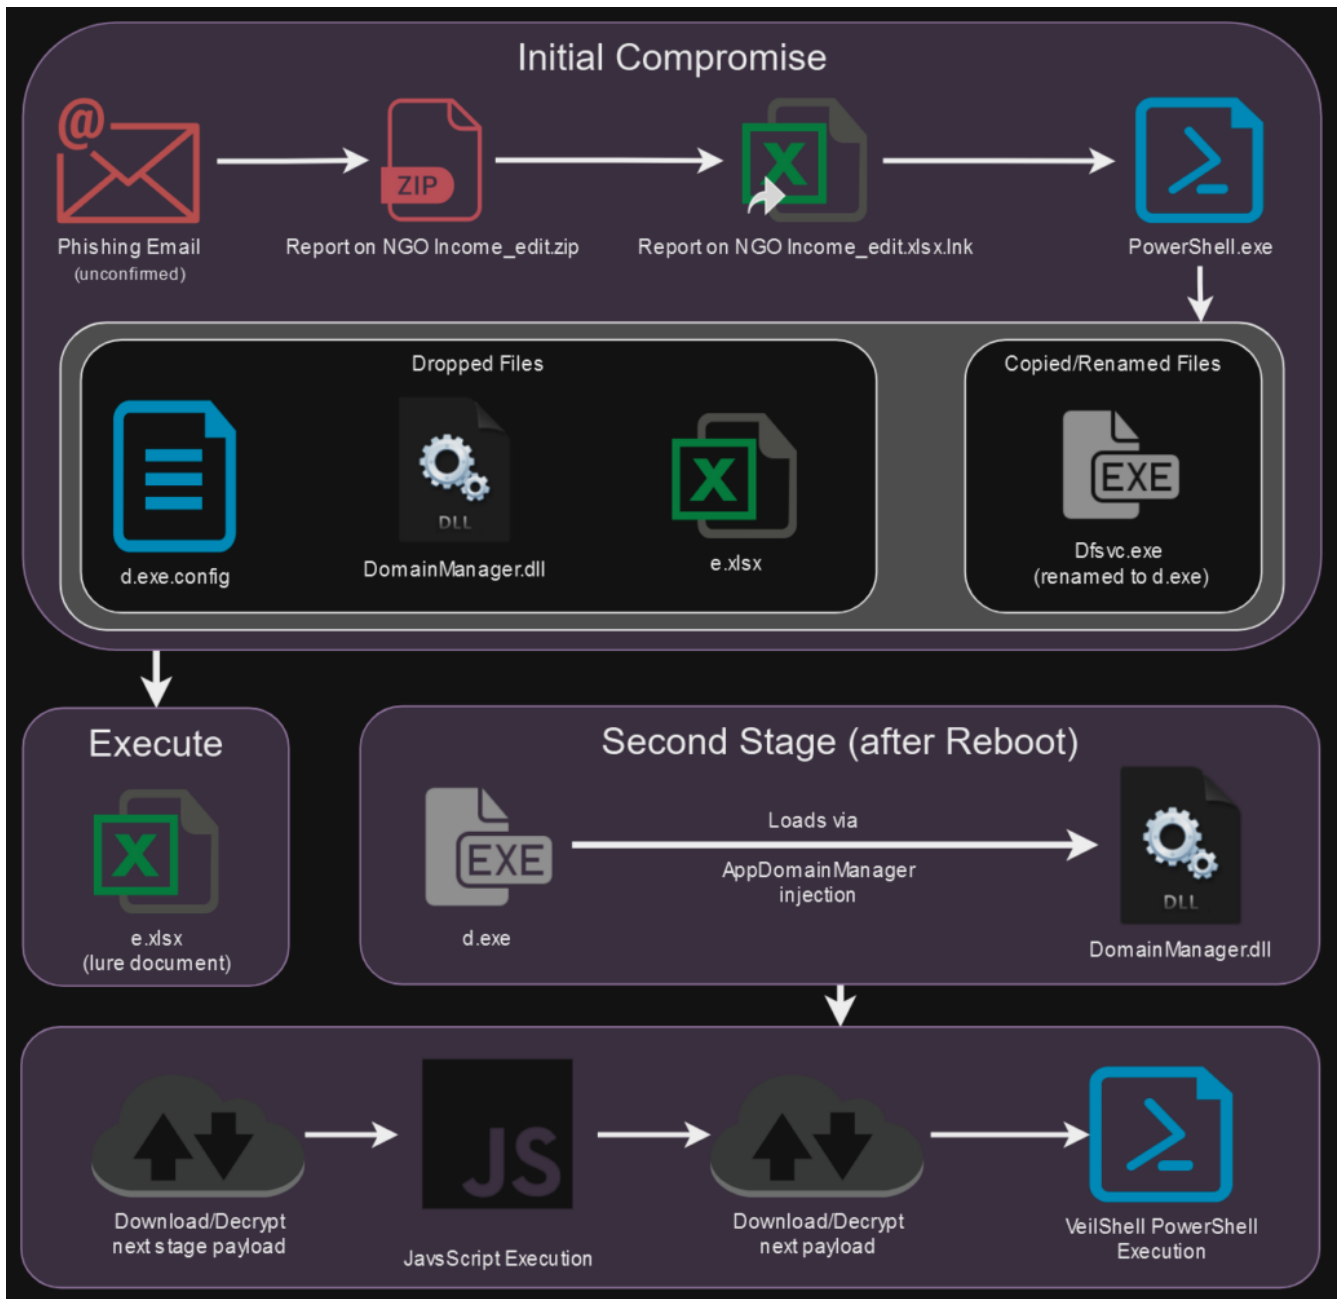 Initial Compromise
@
ZIP
X
Phishing Email
(unconfirmed)
Report on NGO Income_edit.zip
Report on NGO Income_edit.xlsx.lnk
PowerShell.exe
Dropped Files
Copied/Renamed Files
DLL
X
EXE
d.exe.config
DomainManager.dll
e.xlsx
Dfsvc.exe
(renamed to d.exe)
Execute
X
e.xlsx
(lure document)
Second Stage (after Reboot)
EXE
d.exe
Loads via
AppDomainManager
injection
DLL
DomainManager.dll
Download/Decrypt
next stage payload
JS
JavsScript Execution
Download/Decrypt
next payload
VeilShell PowerShell
Execution